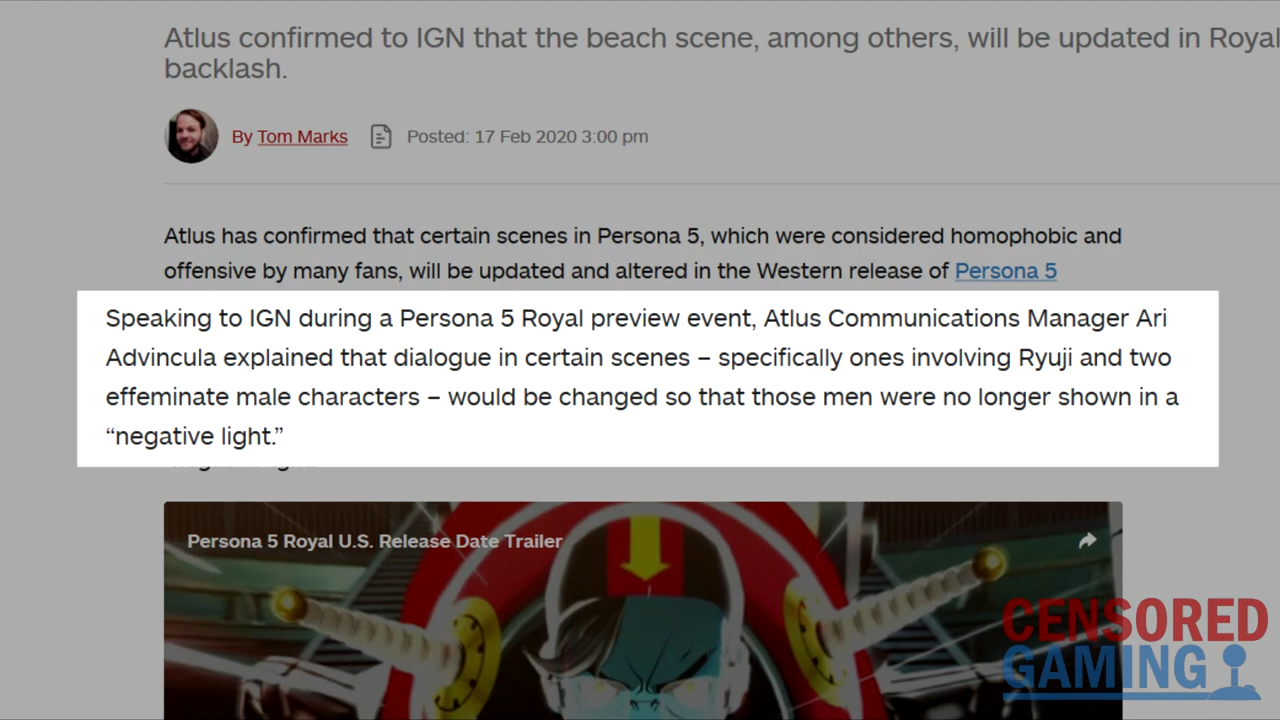 Atlus confirmed to IGN that the beach scene, among others, will be updated in Royal
backlash.
By Tom Marks
Posted: 17 Feb 2020 3:00 pm
Atlus has confirmed that certain scenes in Persona 5, which were considered homophobic and
offensive by many fans, will be updated and altered in the Western release of Persona 5
Speaking to IGN during a Persona 5 Royal preview event, Atlus Communications Manager Ari
Advincula explained that dialogue in certain scenes – specifically ones involving Ryuji and two
effeminate male characters – would be changed so that those men were no longer shown in a
“negative light.”
Persona 5 Royal U.S. Release Date Trailer
CENSORED
GAMING